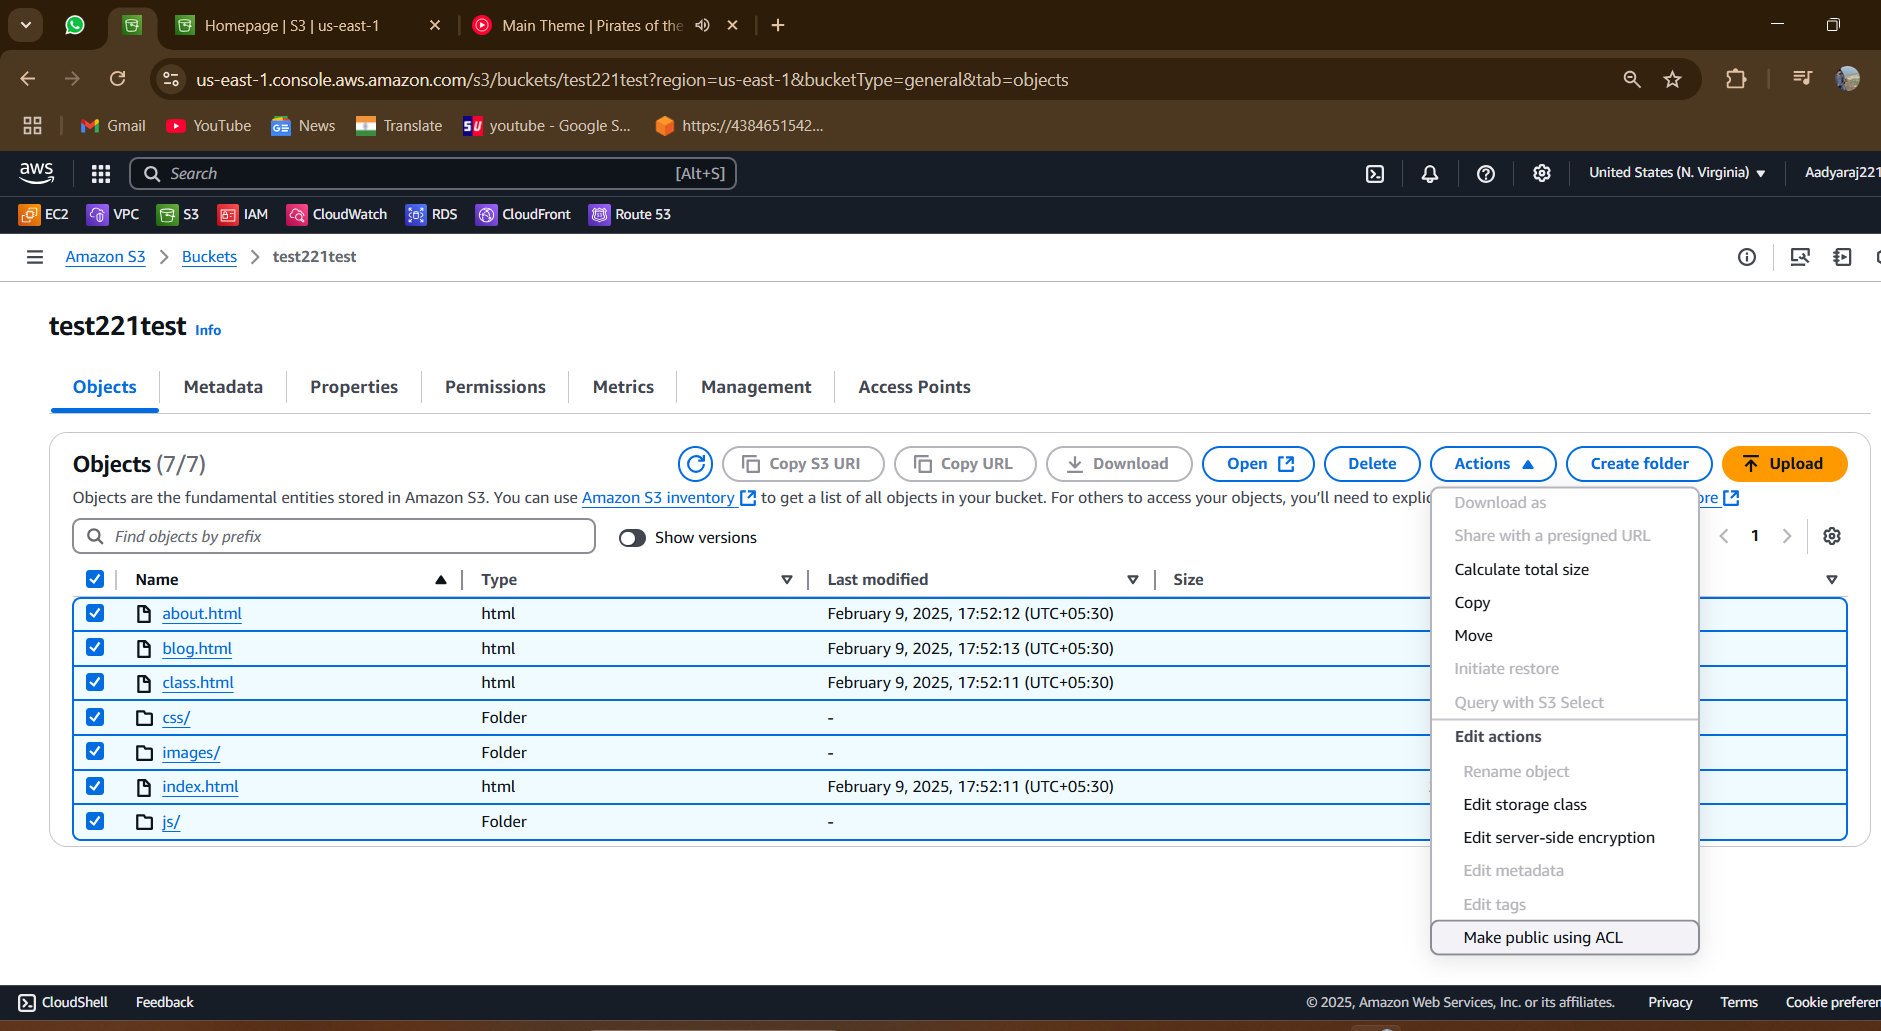 Homepage | S3 | us-east-1
Main Theme | Pirates of the
us-east-1.console.aws.amazon.com/s3/buckets/test221test?region=us-east-1&bucketType=general&tab=objects
Gmail YouTube News Translate youtube - Google S... https://4384651542...
aws Search [Alt+S] United States (N. Virginia) Aadyaraj221
EC2 VPC S3 IAM CloudWatch RDS CloudFront Route 53
Amazon S3 Buckets test221test
test221test Info
Objects Metadata Properties Permissions Metrics Management Access Points
Objects (7/7) Copy S3 URI Copy URL Download Open Delete Actions Create folder Upload
Objects are the fundamental entities stored in Amazon S3. You can use Amazon S3 inventory to get a list of all objects in your bucket. For others to access your objects, you'll need to explic
Find objects by prefix Show versions 1
Name Type Last modified Size
about.html html February 9, 2025, 17:52:12 (UTC+05:30)
blog.html html February 9, 2025, 17:52:13 (UTC+05:30)
class.html html February 9, 2025, 17:52:11 (UTC+05:30)
css/ Folder -
images/ Folder -
index.html html February 9, 2025, 17:52:11 (UTC+05:30)
js/ Folder -
Download as
Share with a presigned URL
Calculate total size
Copy
Move
Initiate restore
Query with S3 Select
Edit actions
Rename object
Edit storage class
Edit server-side encryption
Edit metadata
Edit tags
Make public using ACL
CloudShell Feedback © 2025, Amazon Web Services, Inc. or its affiliates. Privacy Terms Cookie preferen